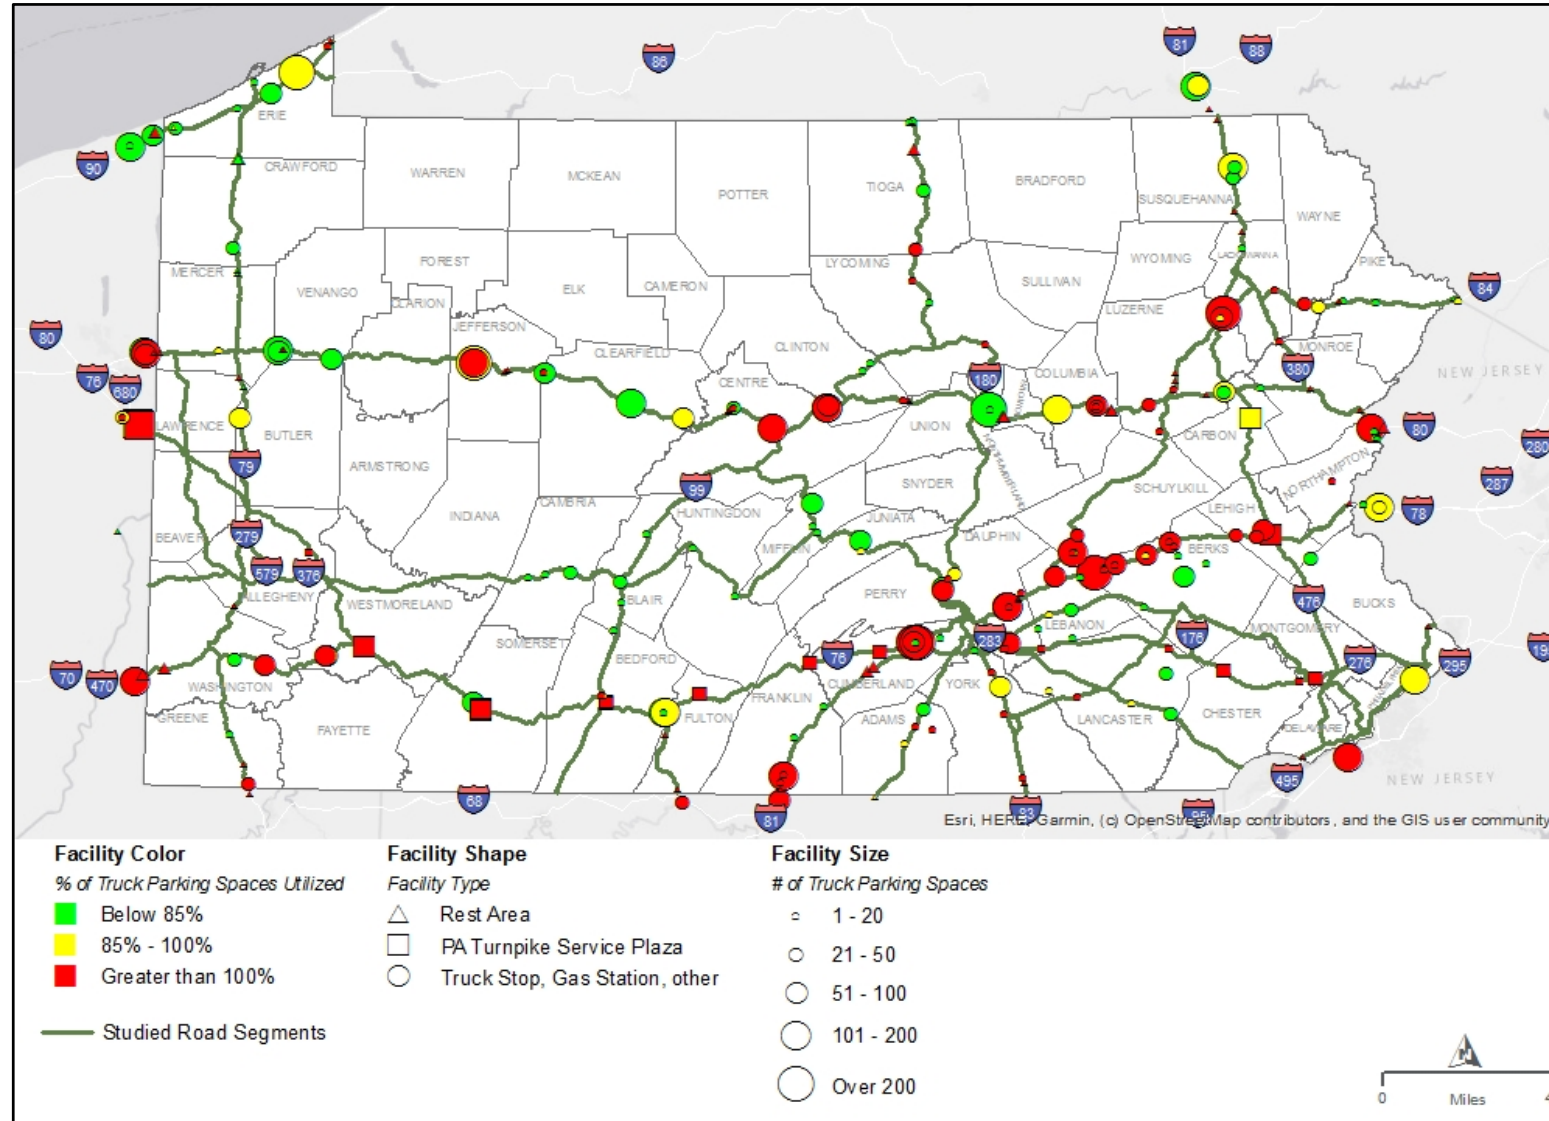 86
81
88
ERIE
90
CRAWFORD
WARREN
MCKEAN
POTTER
TIOGA
BRADFORD
SUSQUEHANNA
WAYNE
MERCER
VENANGO
FOREST
CLARION
ELK
CAMERON
LYCOMING
SULLIVAN
WYOMING
LACKAWANNA
PIKE
84
80
JEFFERSON
CLEARFIELD
CLINTON
LUZERNE
MONROE
NEW JERSEY
76
680
CENTRE
180
COLUMBIA
380
LAWRENCE
BUTLER
UNION
CARBON
80
280
79
ARMSTRONG
99
SNYDER
NORTHUMBERLAND
SCHUYLKILL
NORTHAMPTON
287
INDIANA
CAMBRIA
HUNTINGDON
JUNIATA
LEHIGH
78
BEAVER
279
MIFFLIN
DAUPHIN
BERKS
579
376
ALLEGHENY
WESTMORELAND
BLAIR
PERRY
LEBANON
476
BUCKS
SOMERSET
BEDFORD
76
283
176
MONTGOMERY
276
295
70
470
WASHINGTON
FRANKLIN
CUMBERLAND
YORK
GREENE
FAYETTE
FULTON
ADAMS
LANCASTER
CHESTER
DELAWARE
68
81
83
95
495
NEW JERSEY
Esri, HERE, Garmin, (c) OpenStreetMap contributors, and the GIS user community
Facility Color
% of Truck Parking Spaces Utilized
Below 85%
85% - 100%
Greater than 100%
Studied Road Segments
Facility Shape
Facility Type
Rest Area
PA Turnpike Service Plaza
Truck Stop, Gas Station, other
Facility Size
# of Truck Parking Spaces
1 - 20
21 - 50
51 - 100
101 - 200
Over 200
0
Miles